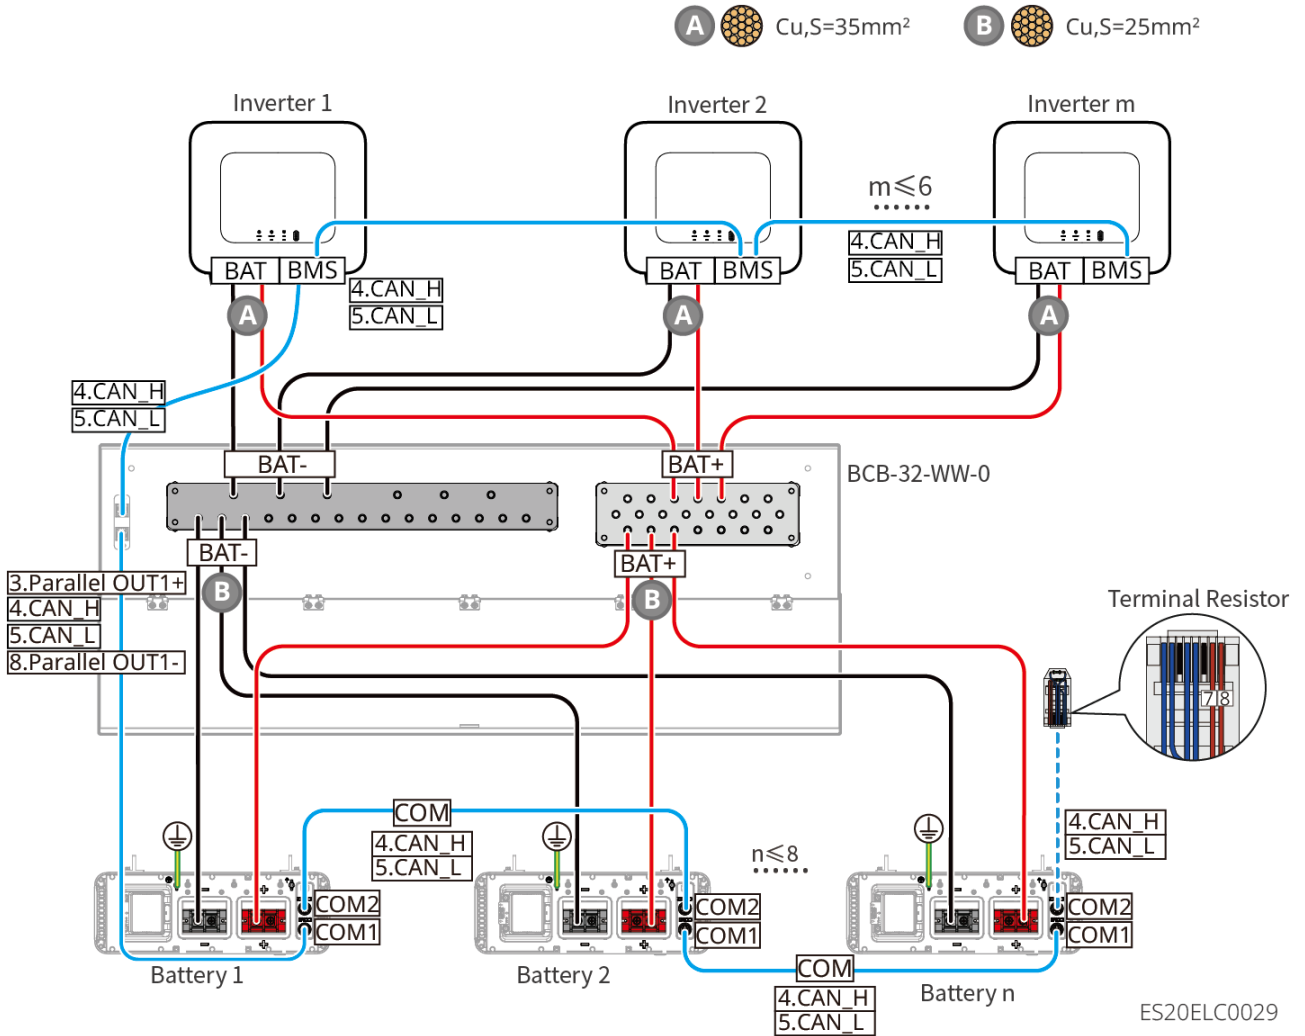 A Cu,S=35mm²
B Cu,S=25mm²
Inverter 1
Inverter 2
Inverter m
m≤6
4.CAN_H
5.CAN_L
BAT
BMS
BAT
BMS
BAT
BMS
4.CAN_H
5.CAN_L
A
A
A
4.CAN_H
5.CAN_L
BAT-
BAT+
BCB-32-WW-0
BAT-
BAT+
3.Parallel OUT1+
4.CAN_H
5.CAN_L
8.Parallel OUT1-
B
B
Terminal Resistor
7 8
COM
4.CAN_H
5.CAN_L
n≤8
4.CAN_H
5.CAN_L
COM2
COM1
COM2
COM1
COM2
COM1
Battery 1
Battery 2
Battery n
COM
4.CAN_H
5.CAN_L
ES20ELC0029